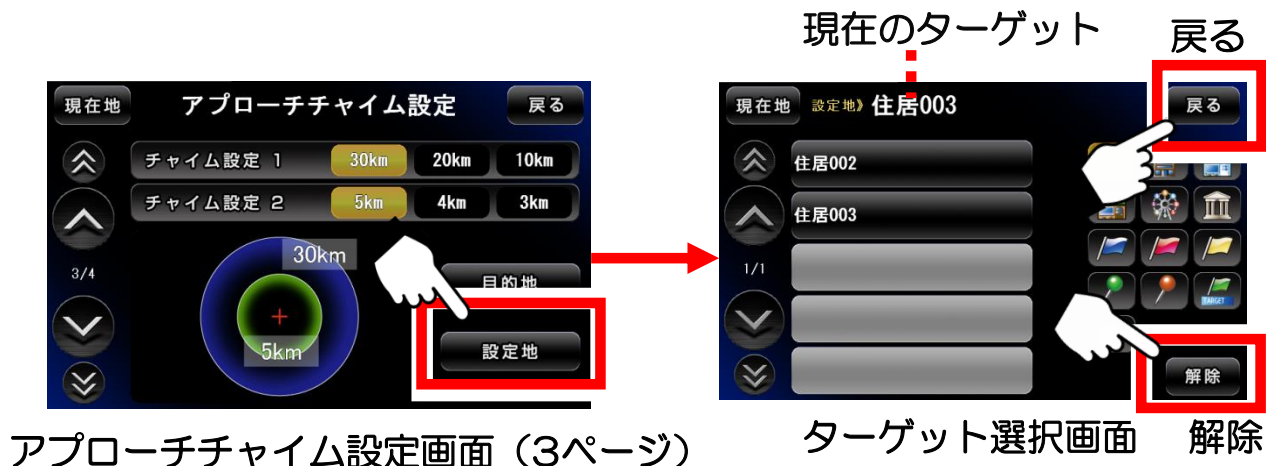 現在のターゲット
戻る
現在地
アプローチチャイム設定
戻る
チャイム設定 1
30km
20km
10km
チャイム設定 2
5km
4km
3km
3/4
30km
5km
目的地
設定地
現在地
設定地》住居003
戻る
住居002
住居003
1/1
TARGET
解除
アプローチチャイム設定画面（3ページ）
ターゲット選択画面
解除